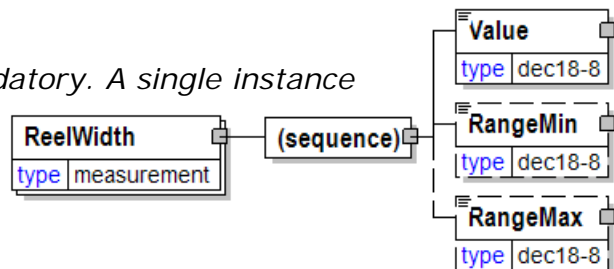 Value
type dec18-8
datory. A single instance
RangeMin
type dec18-8
ReelWidth
type measurement
(sequence)
RangeMax
type dec18-8